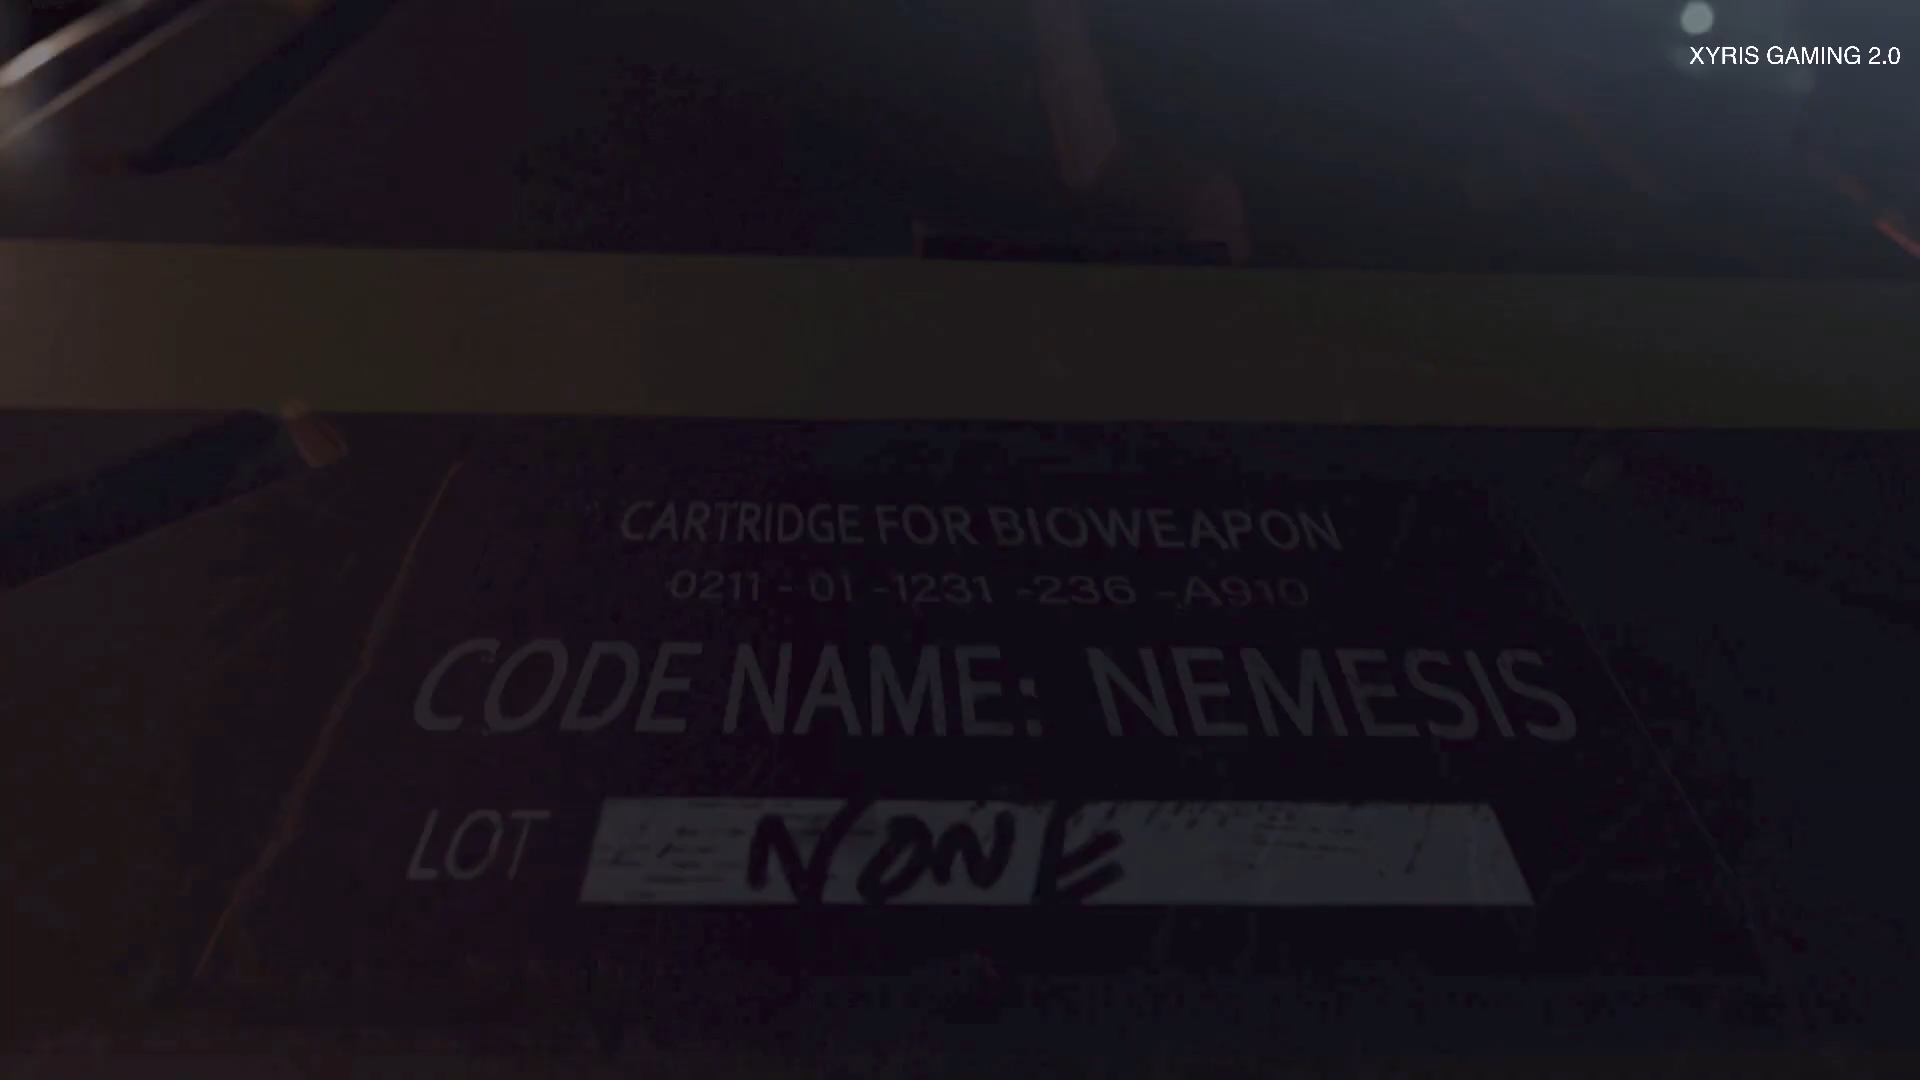 XYRIS GAMING 2.0
CARTRIDGE FOR BIOWEAPON
0211 - 01 -1231 -236 -A910
CODE NAME: NEMESIS
LOT NONE